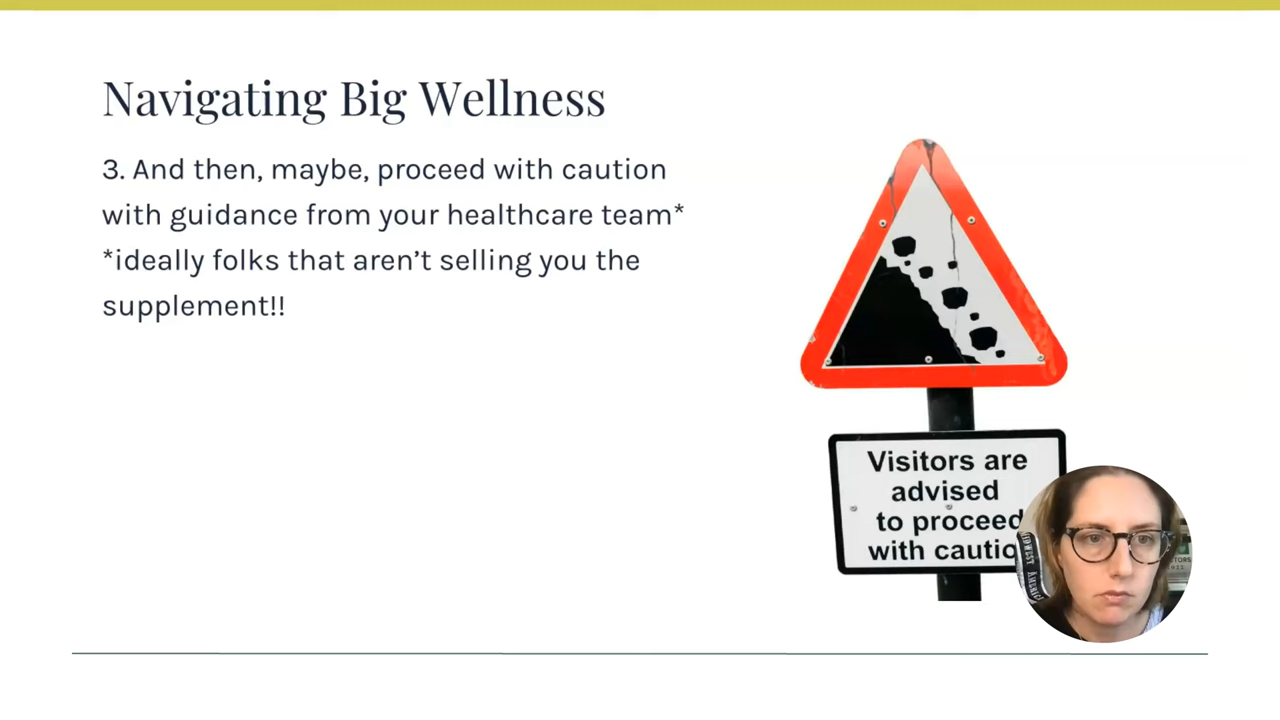 Navigating Big Wellness
3. And then, maybe, proceed with caution
with guidance from your healthcare team*
*ideally folks that aren’t selling you the
supplement!!
Visitors are
advised
to proceed
with cautio